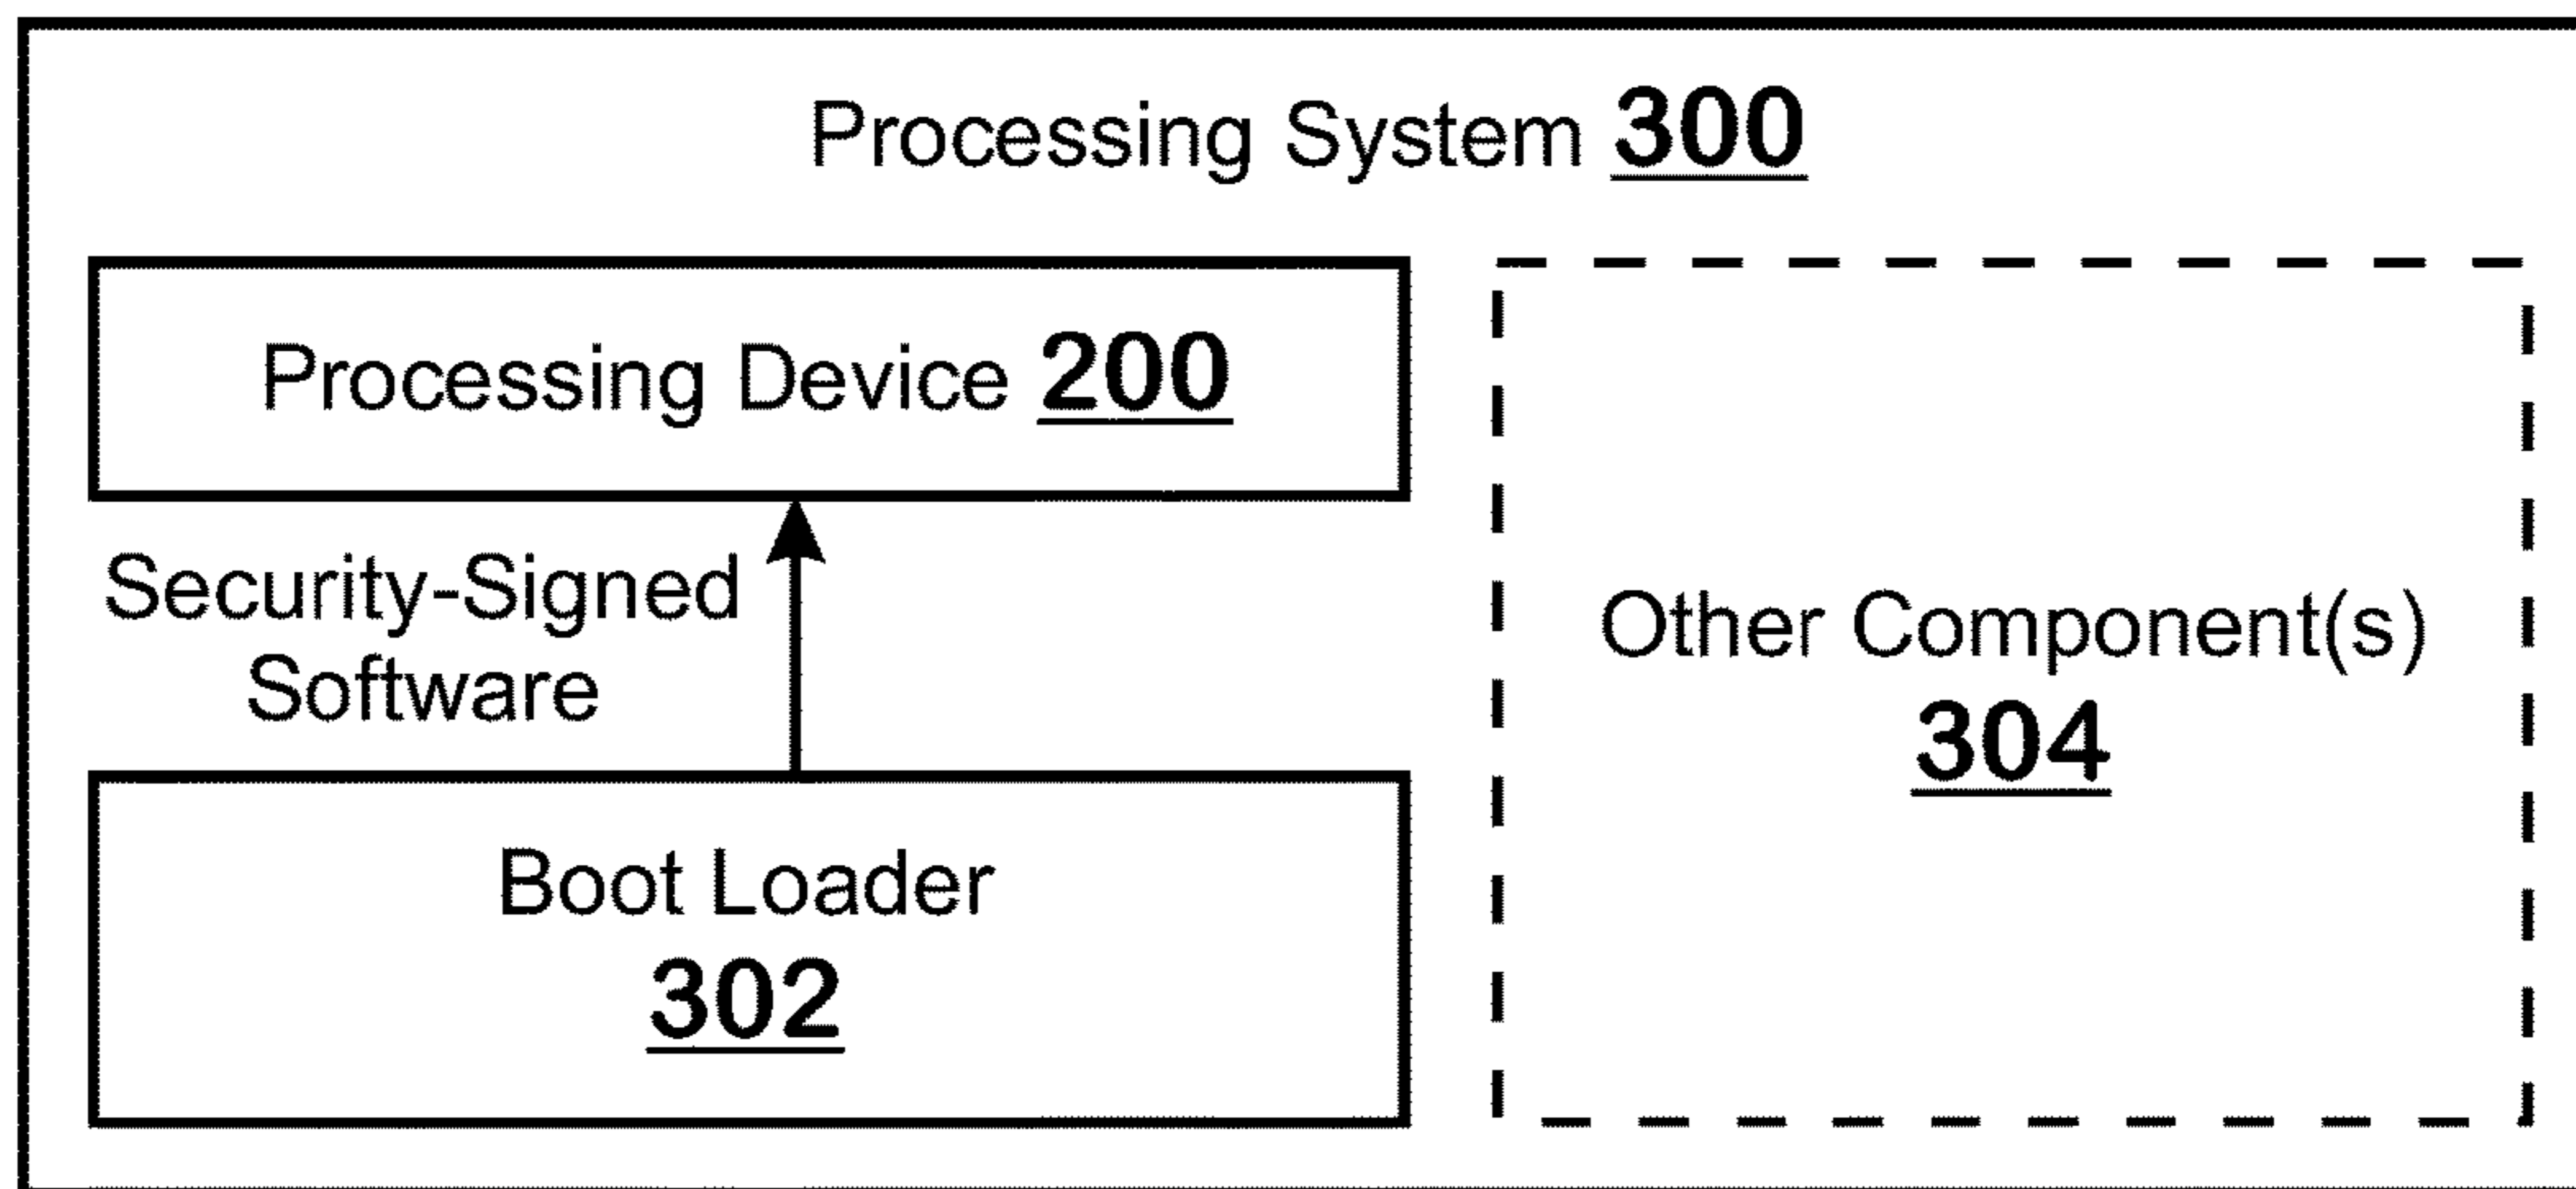 Processing System 300
Processing Device 200
Security-Signed
Software
Boot Loader
302
Other Component(s)
304